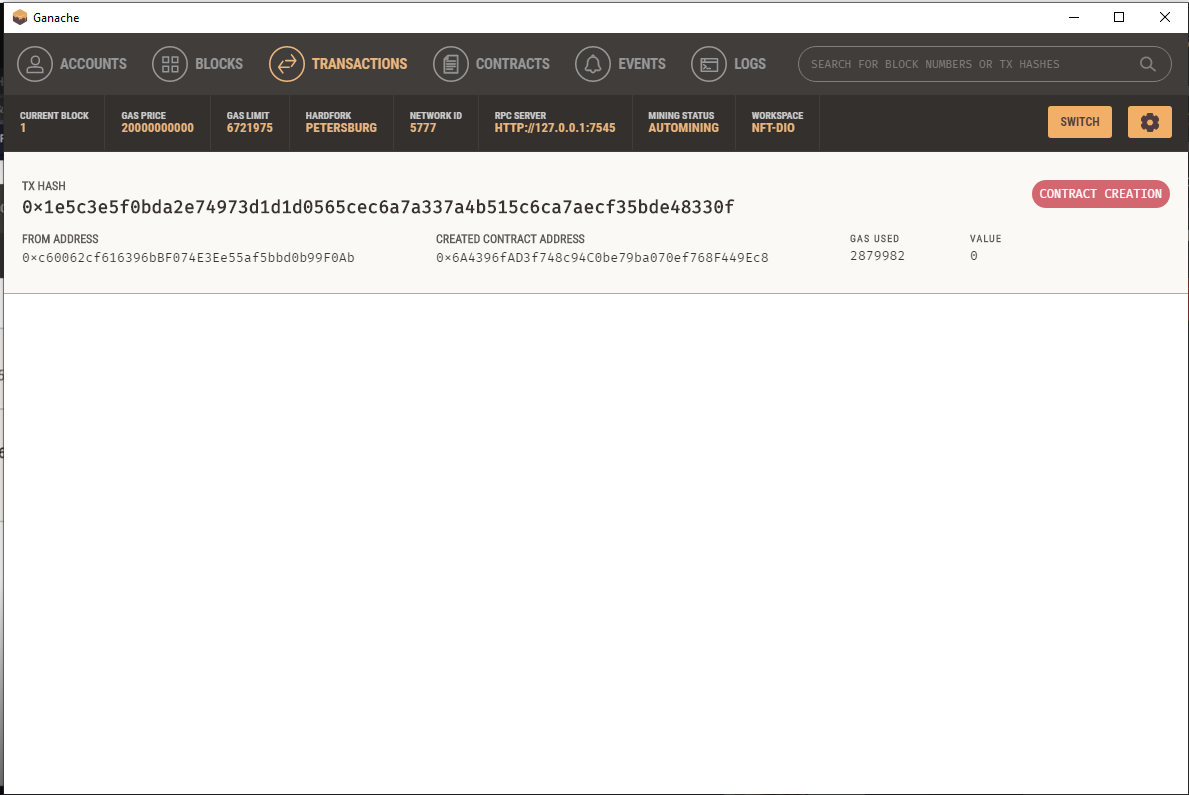 Ganache
ACCOUNTS BLOCKS TRANSACTIONS CONTRACTS EVENTS LOGS SEARCH FOR BLOCK NUMBERS OR TX HASHES
CURRENT BLOCK GAS PRICE GAS LIMIT HARDFORK NETWORK ID RPC SERVER MINING STATUS WORKSPACE
1 20000000000 6721975 PETERSBURG 5777 HTTP://127.0.0.1:7545 AUTOMINING NFT-DIO
SWITCH
TX HASH
0×1e5c3e5f0bda2e74973d1d1d0565cec6a7a337a4b515c6ca7aecf35bde48330f
CONTRACT CREATION
FROM ADDRESS CREATED CONTRACT ADDRESS GAS USED VALUE
0×c60062cf616396bBF074E3Ee55af5bbd0b99F0Ab 0×6A4396fAD3f748c94C0be79ba070ef768F449Ec8 2879982 0